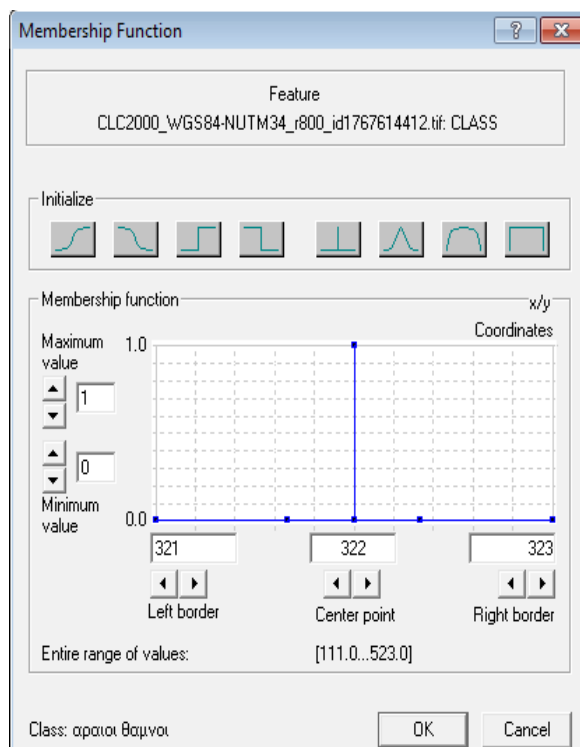 Membership Function
?
Feature
CLC2000_WGS84-NUTM34_r800_id1767614412.tif: CLASS
Initialize
Membership function
x/y
Coordinates
Maximum
value
1.0
1
0
Minimum
value
0.0
321
322
323
Left border
Center point
Right border
Entire range of values:
[111.0...523.0]
Class: αραιοι θαμνοι
OK
Cancel